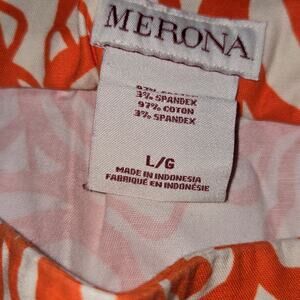 MERONA
3% SPANDEX
97% COTON
3% SPANDEX
L/G
MADE IN INDONESIA
FABRIQUÉ EN INDONÉSIE